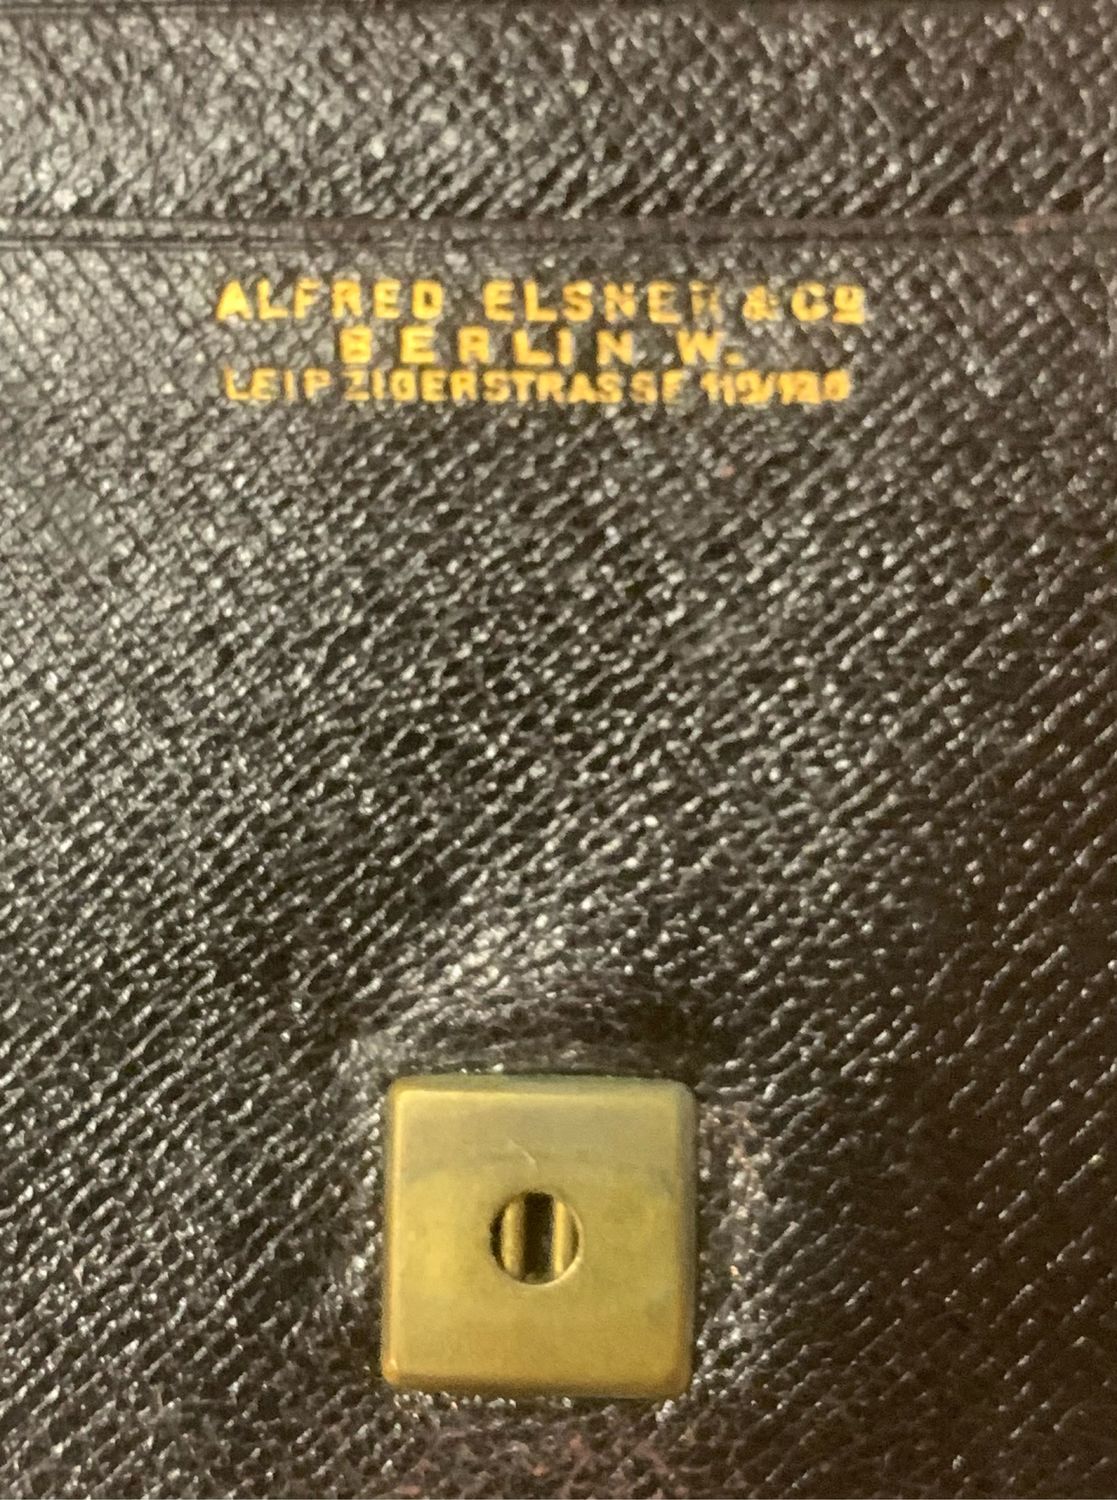 ALFRED ELSNER & Co
BERLIN W.
LEIPZIGERSTRASSE 119/120